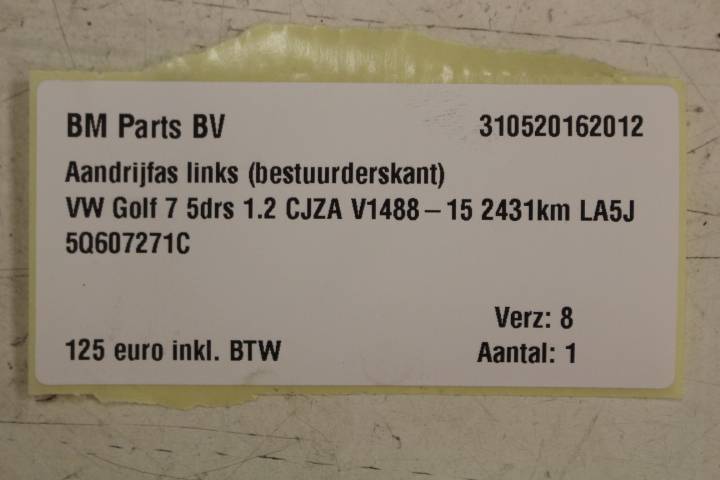 BM Parts BV 310520162012
Aandrijfas links (bestuurderskant)
VW Golf 7 5drs 1.2 CJZA V1488 – 15 2431km LA5J
5Q607271C
Verz: 8
125 euro inkl. BTW Aantal: 1